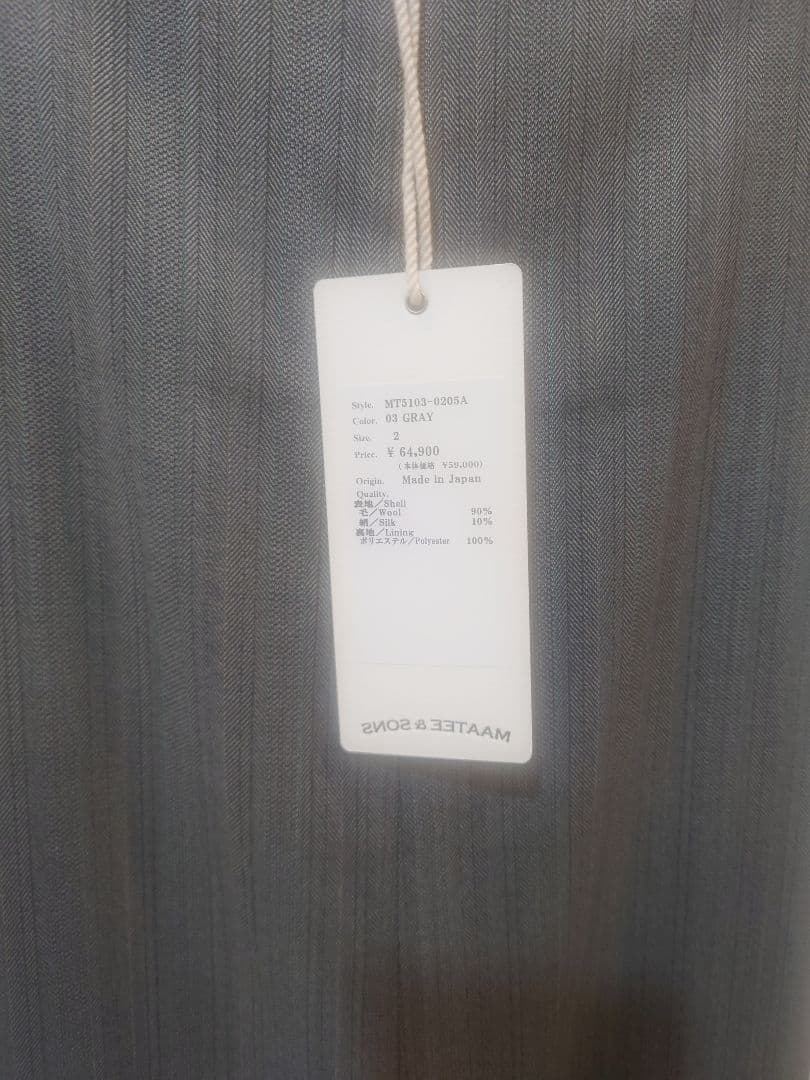 Style. MT5103-0205A
Color. 03 GRAY
Size. 2
Price. ¥ 64,900
(本体価格 ¥59,000)
Origin. Made in Japan
Quality.
表地/Shell
毛/Wool 90%
絹/Silk 10%
裏地/Lining
ポリエステル/Polyester 100%
MAATEE & SONS